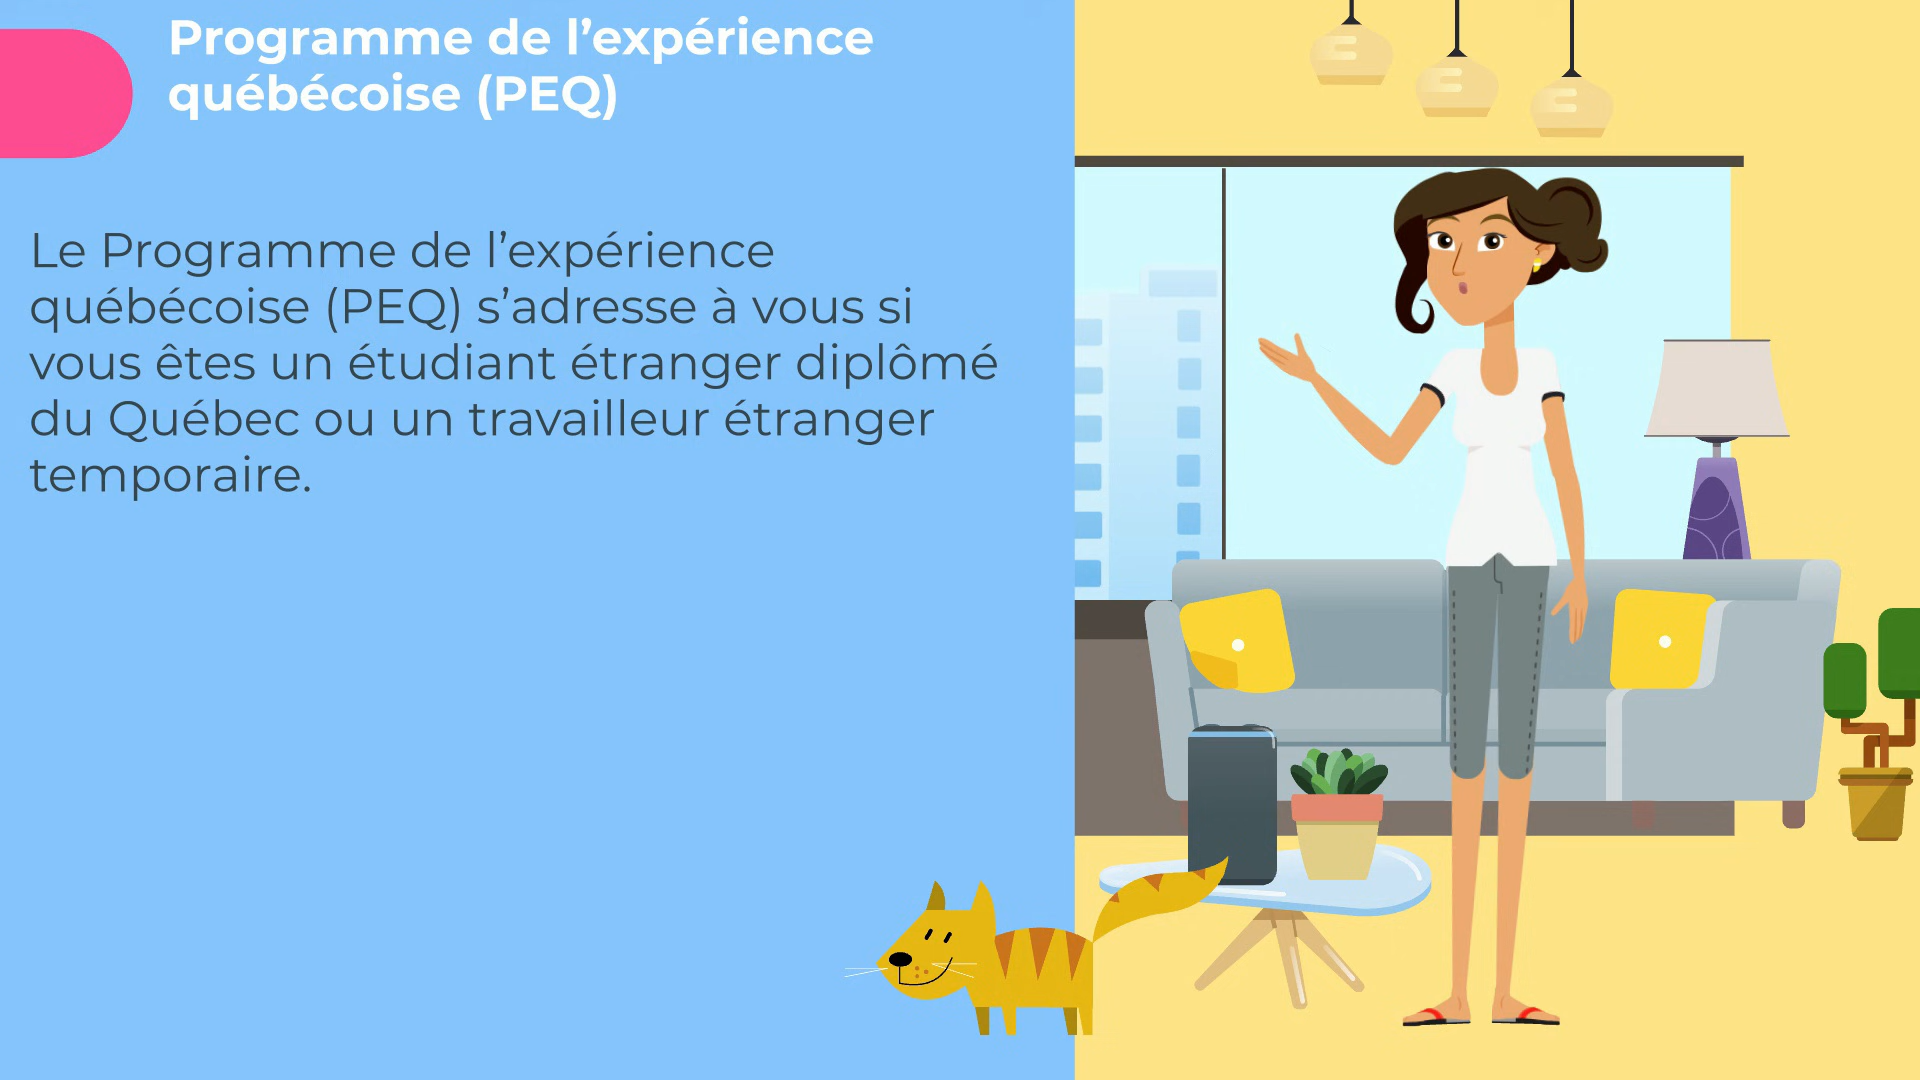 Programme de l’expérience
québécoise (PEQ)
Le Programme de l’expérience
québécoise (PEQ) s’adresse à vous si
vous êtes un étudiant étranger diplômé
du Québec ou un travailleur étranger
temporaire.